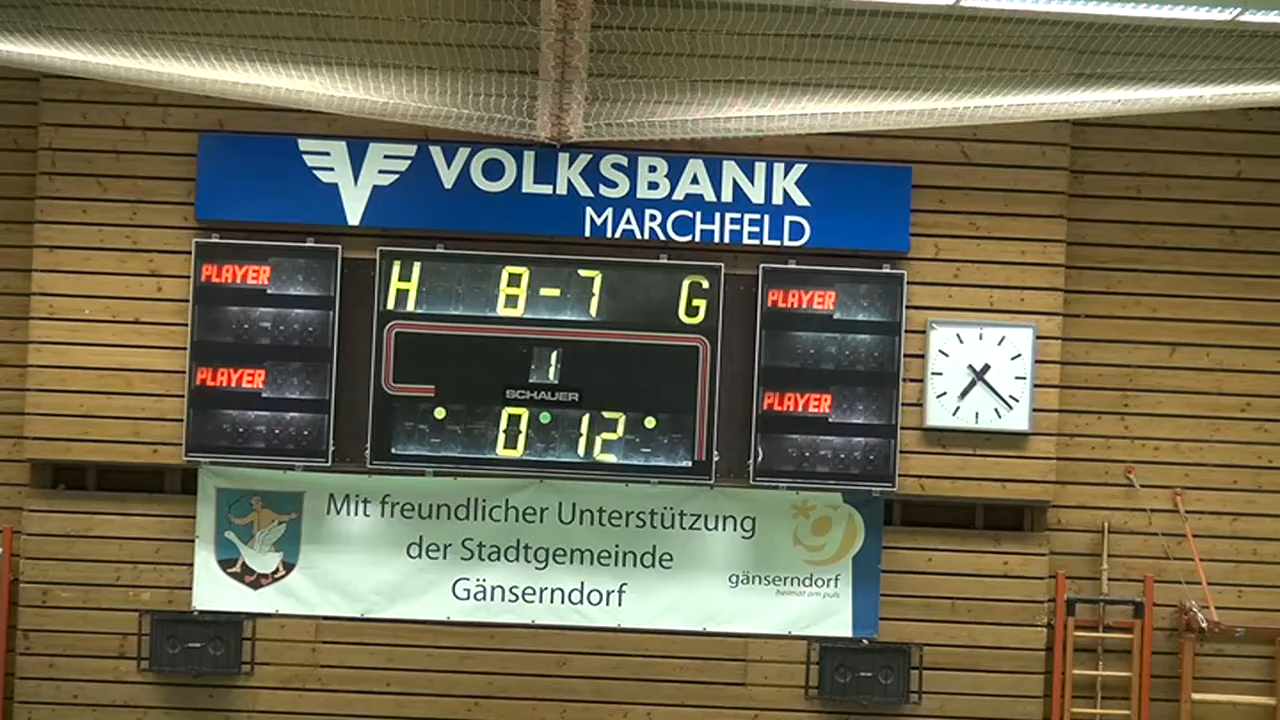 VOLKSBANK
MARCHFELD
PLAYER
PLAYER
H 8-7 G
1
SCHAUER
0 12
PLAYER
PLAYER
Mit freundlicher Unterstützung
der Stadtgemeinde
Gänserndorf
gänserndorf
heimat am puls